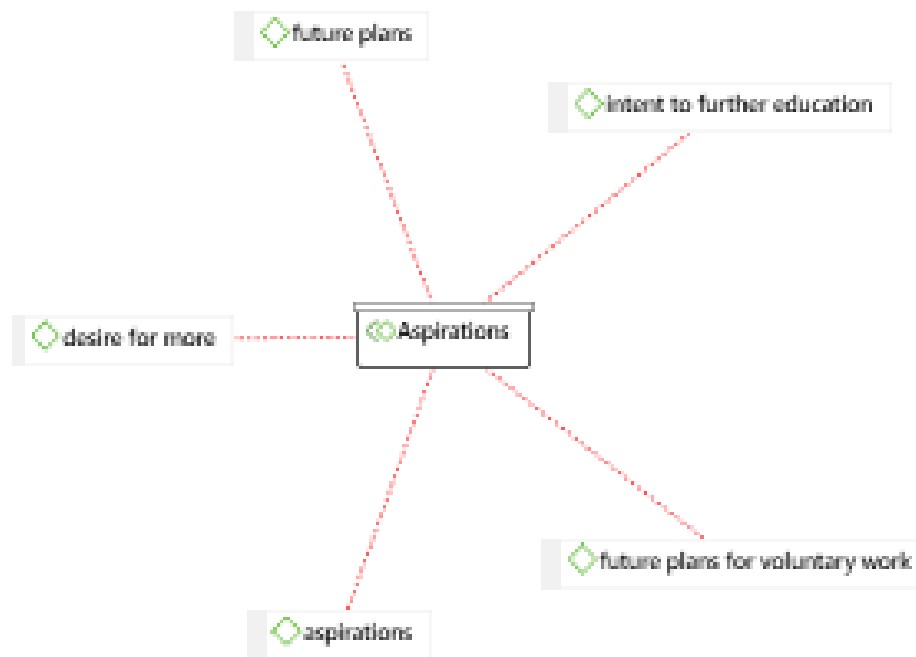 future plans
intent to further education
desire for more
Aspirations
future plans for voluntary work
aspirations